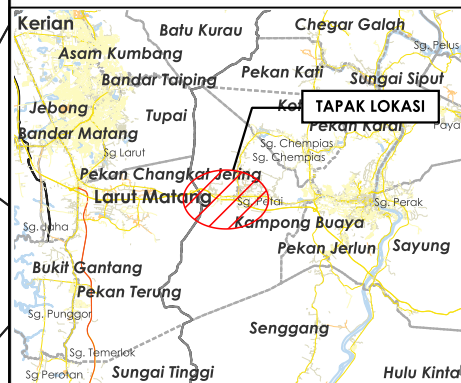 Kerian
Batu Kurau
Chegar Galah
Asam Kumbang
Sg. Pelus
Bandar Taiping
Pekan Kati
Sungai Siput
Jebong
Tupai
Kot
TAPAK LOKASI
Bandar Matang
Pekan Karai
Paya
Sg Larut
Sg. Chempias
Sg. Chempias
Pekan Changkat Jering
Larut Matang
Sg. Petai
Sg. Perak
Sg. Jaha
Kampong Buaya
Pekan Jerlun
Sayung
Bukit Gantang
Pekan Terung
Sg. Punggor
Senggang
Sg. Temerlok
Sg Perotan
Sungai Tinggi
Hulu Kinta